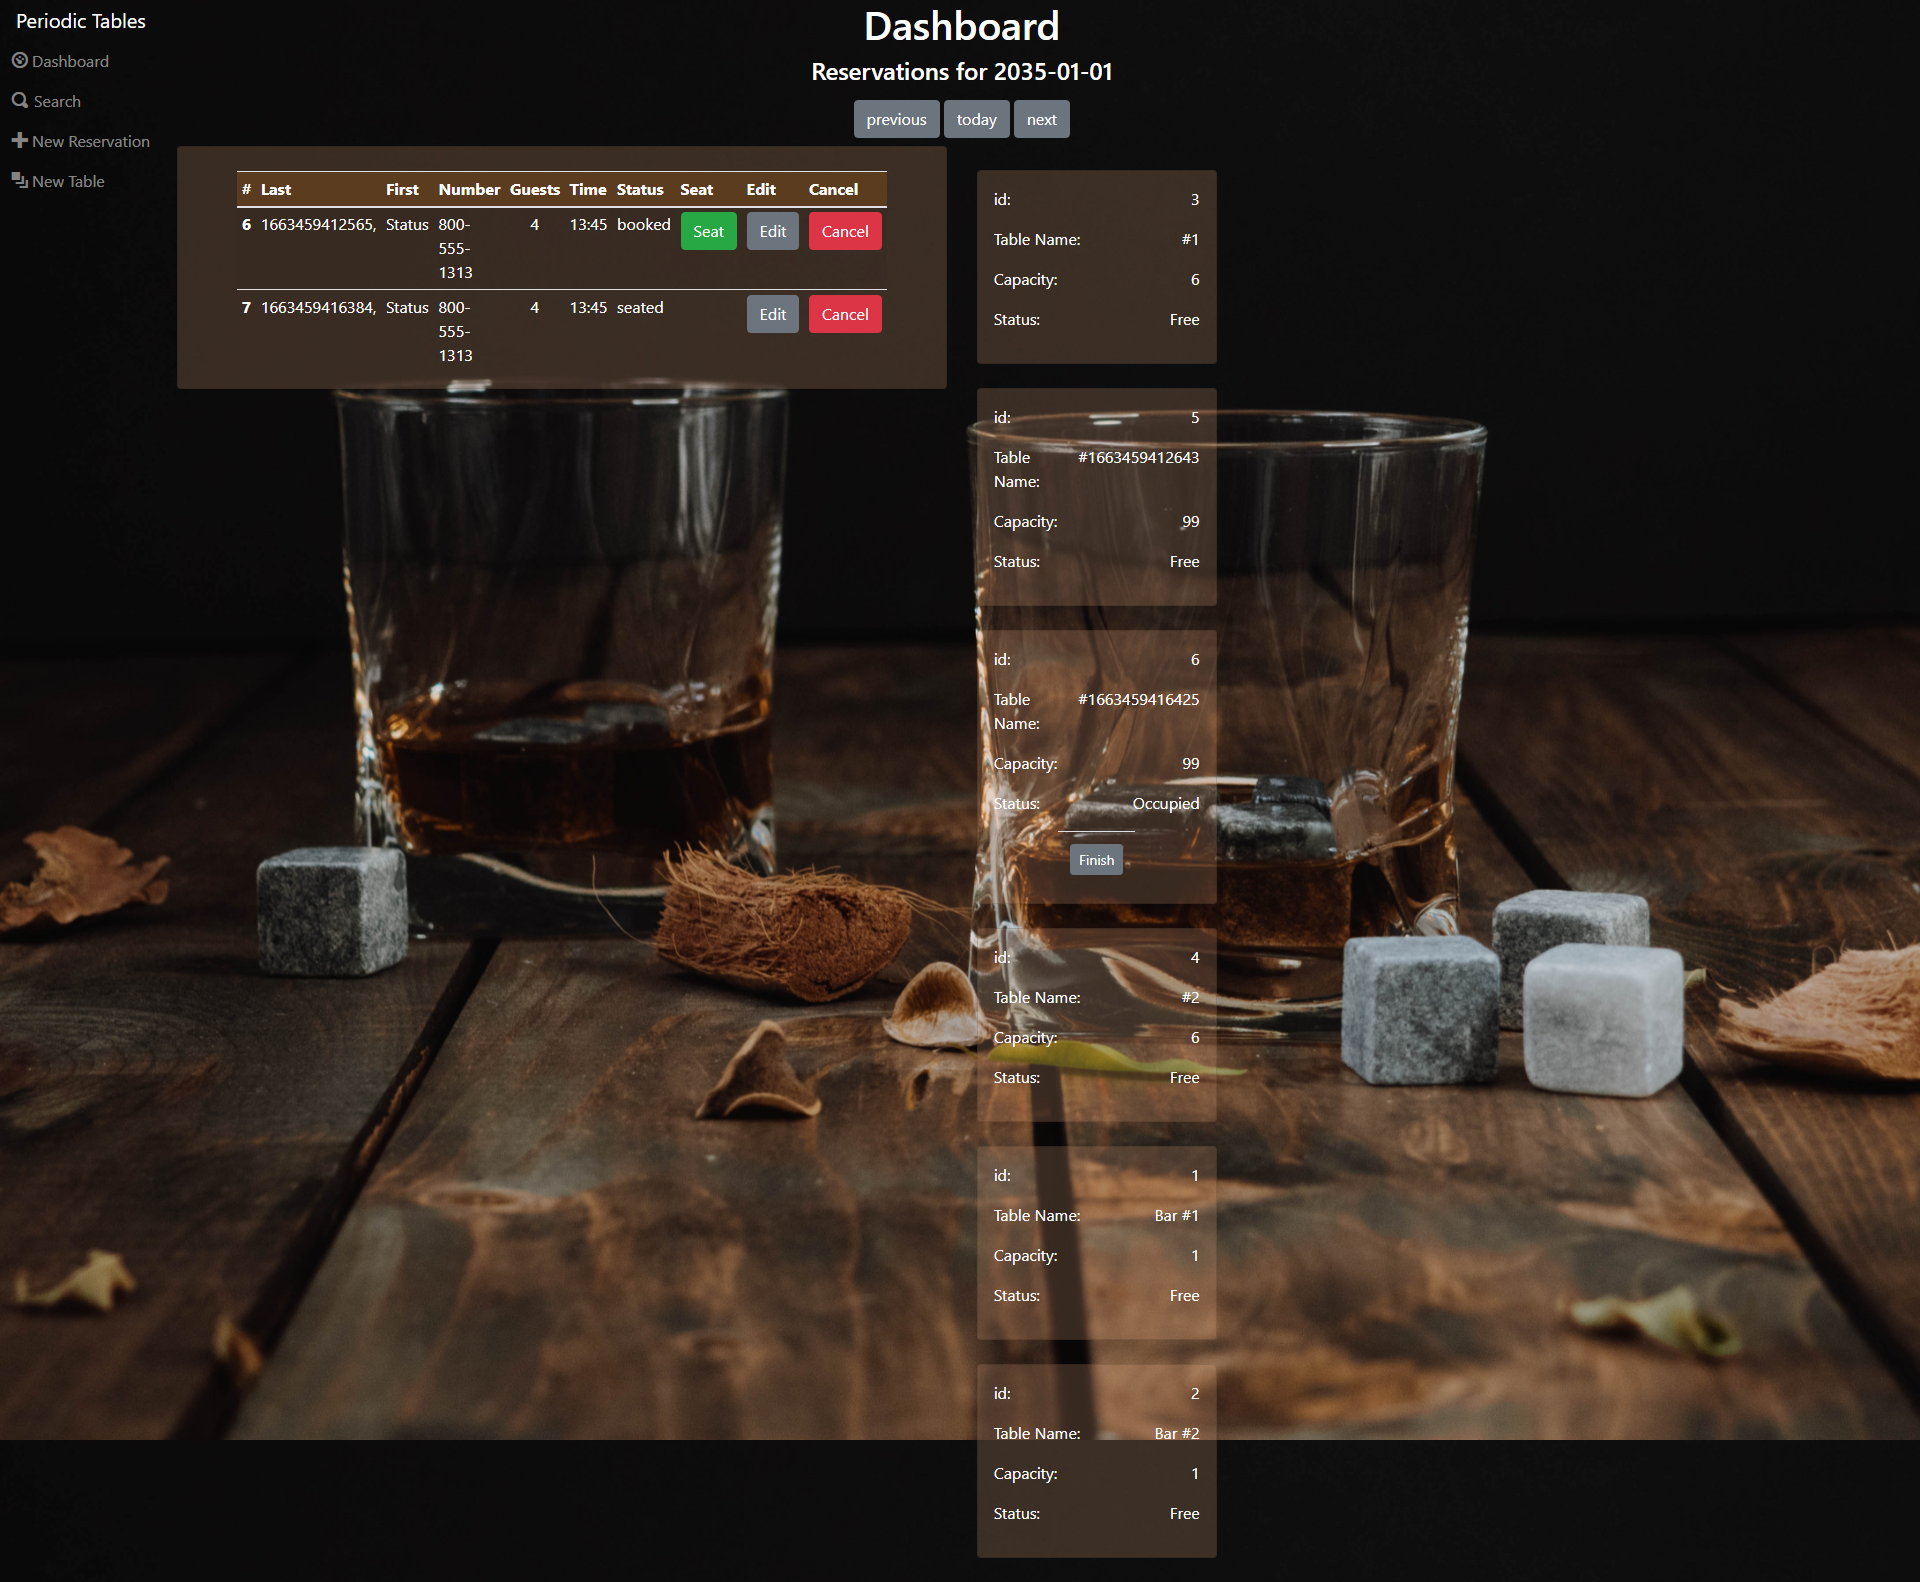 Periodic Tables
Dashboard
Search
New Reservation
New Table
Dashboard
Reservations for 2035-01-01
previous today next
# Last First Number Guests Time Status Seat Edit Cancel
6 1663459412565, Status 800-555-1313 4 13:45 booked Seat Edit Cancel
7 1663459416384, Status 800-555-1313 4 13:45 seated Edit Cancel
id: 3
Table Name: #1
Capacity: 6
Status: Free
id: 5
Table Name: #1663459412643
Capacity: 99
Status: Free
id: 6
Table Name: #1663459416425
Capacity: 99
Status: Occupied
Finish
id: 4
Table Name: #2
Capacity: 6
Status: Free
id: 1
Table Name: Bar #1
Capacity: 1
Status: Free
id: 2
Table Name: Bar #2
Capacity: 1
Status: Free